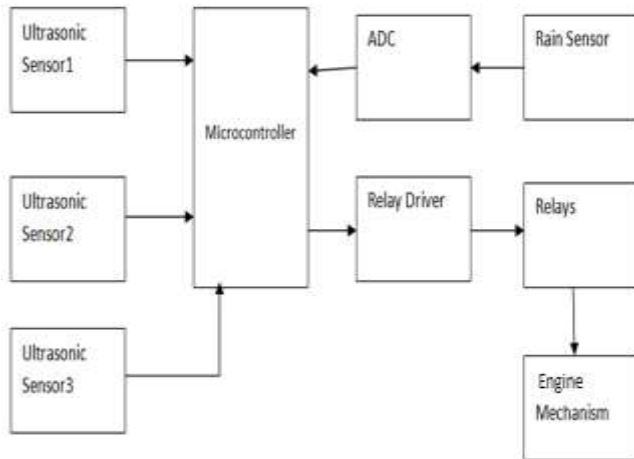 Ultrasonic
Sensor1
Microcontroller
ADC
Rain Sensor
Ultrasonic
Sensor2
Relay Driver
Relays
Ultrasonic
Sensor3
Engine
Mechanism